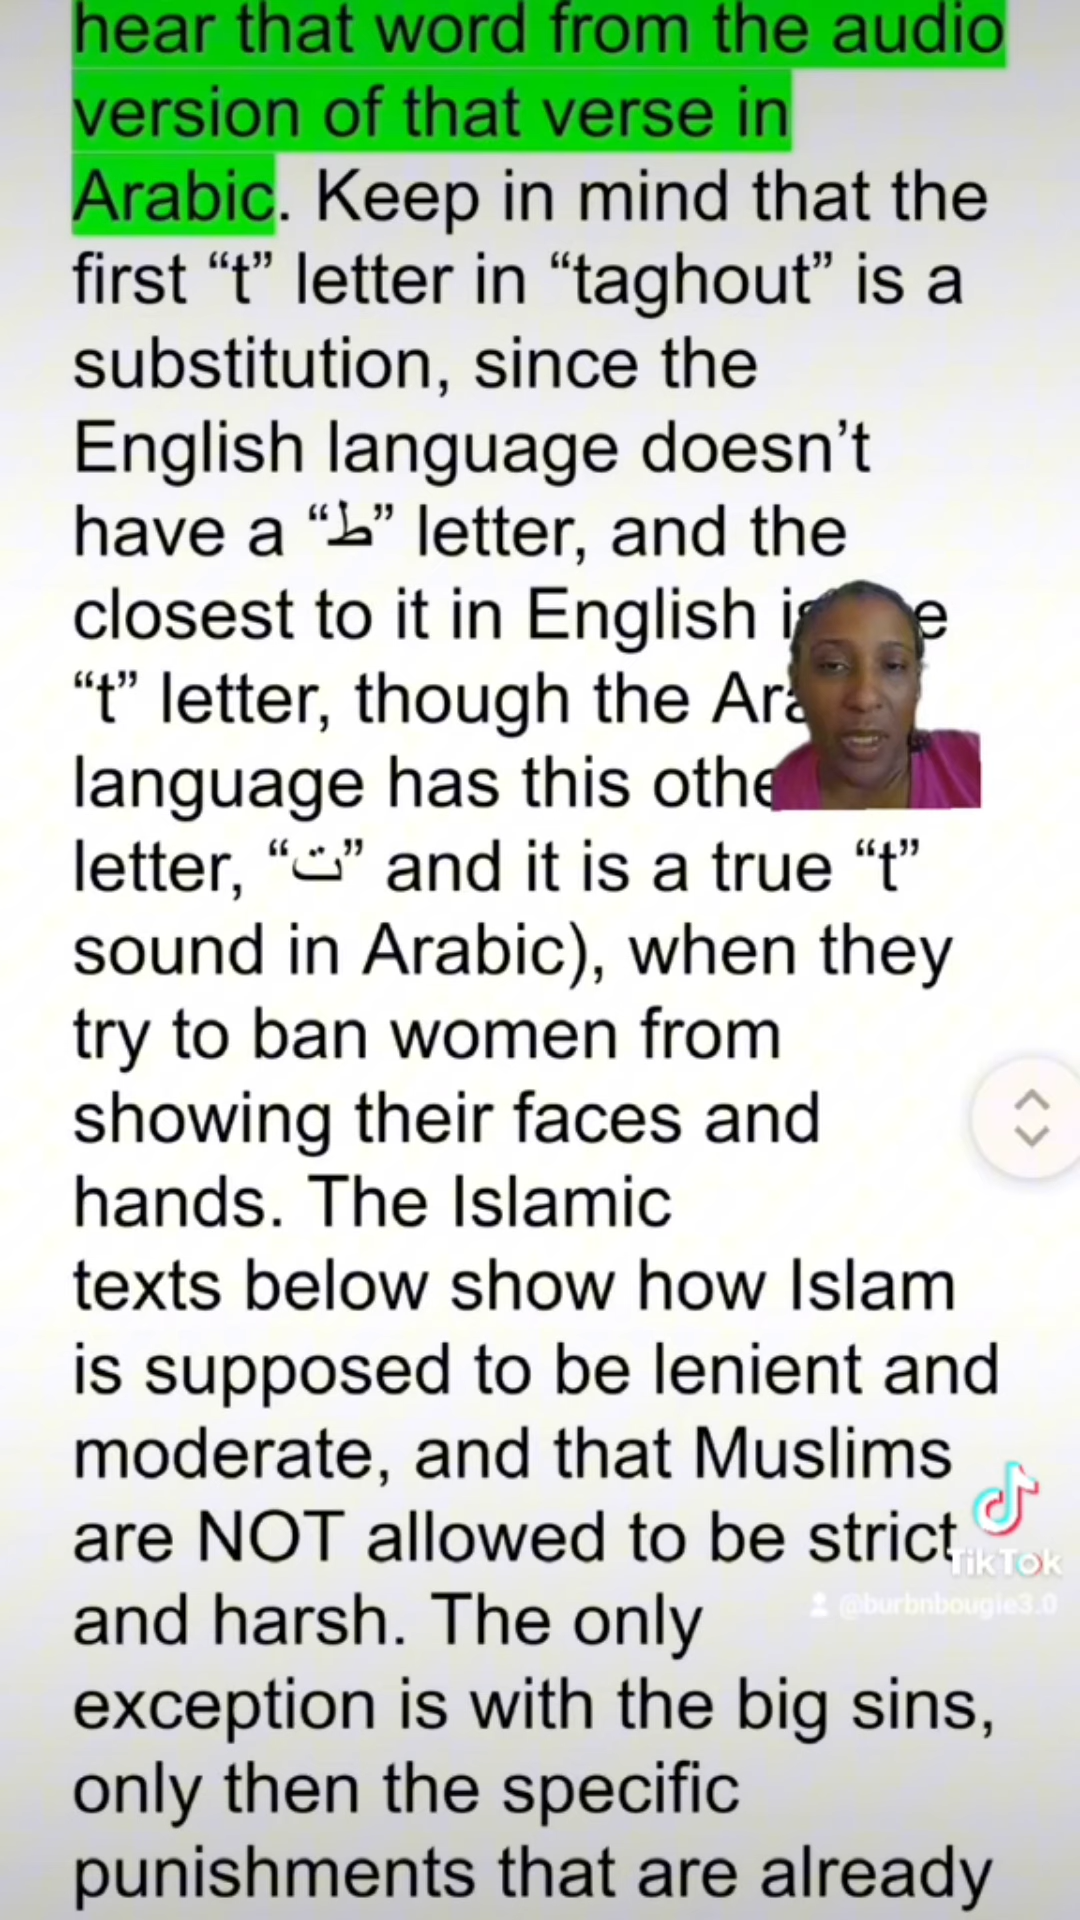 hear that word from the audio
version of that verse in
Arabic. Keep in mind that the
first “t” letter in “taghout” is a
substitution, since the
English language doesn’t
have a “ط” letter, and the
closest to it in English
“t” letter, though the
language has this
letter, “ت” and it is a true “t”
sound in Arabic), when they
try to ban women from
showing their faces and
hands. The Islamic
texts below show how Islam
is supposed to be lenient and
moderate, and that Muslims
are NOT allowed to be strict
and harsh. The only
exception is with the big sins,
only then the specific
punishments that are already
TikTok
@burbnbougie3.0